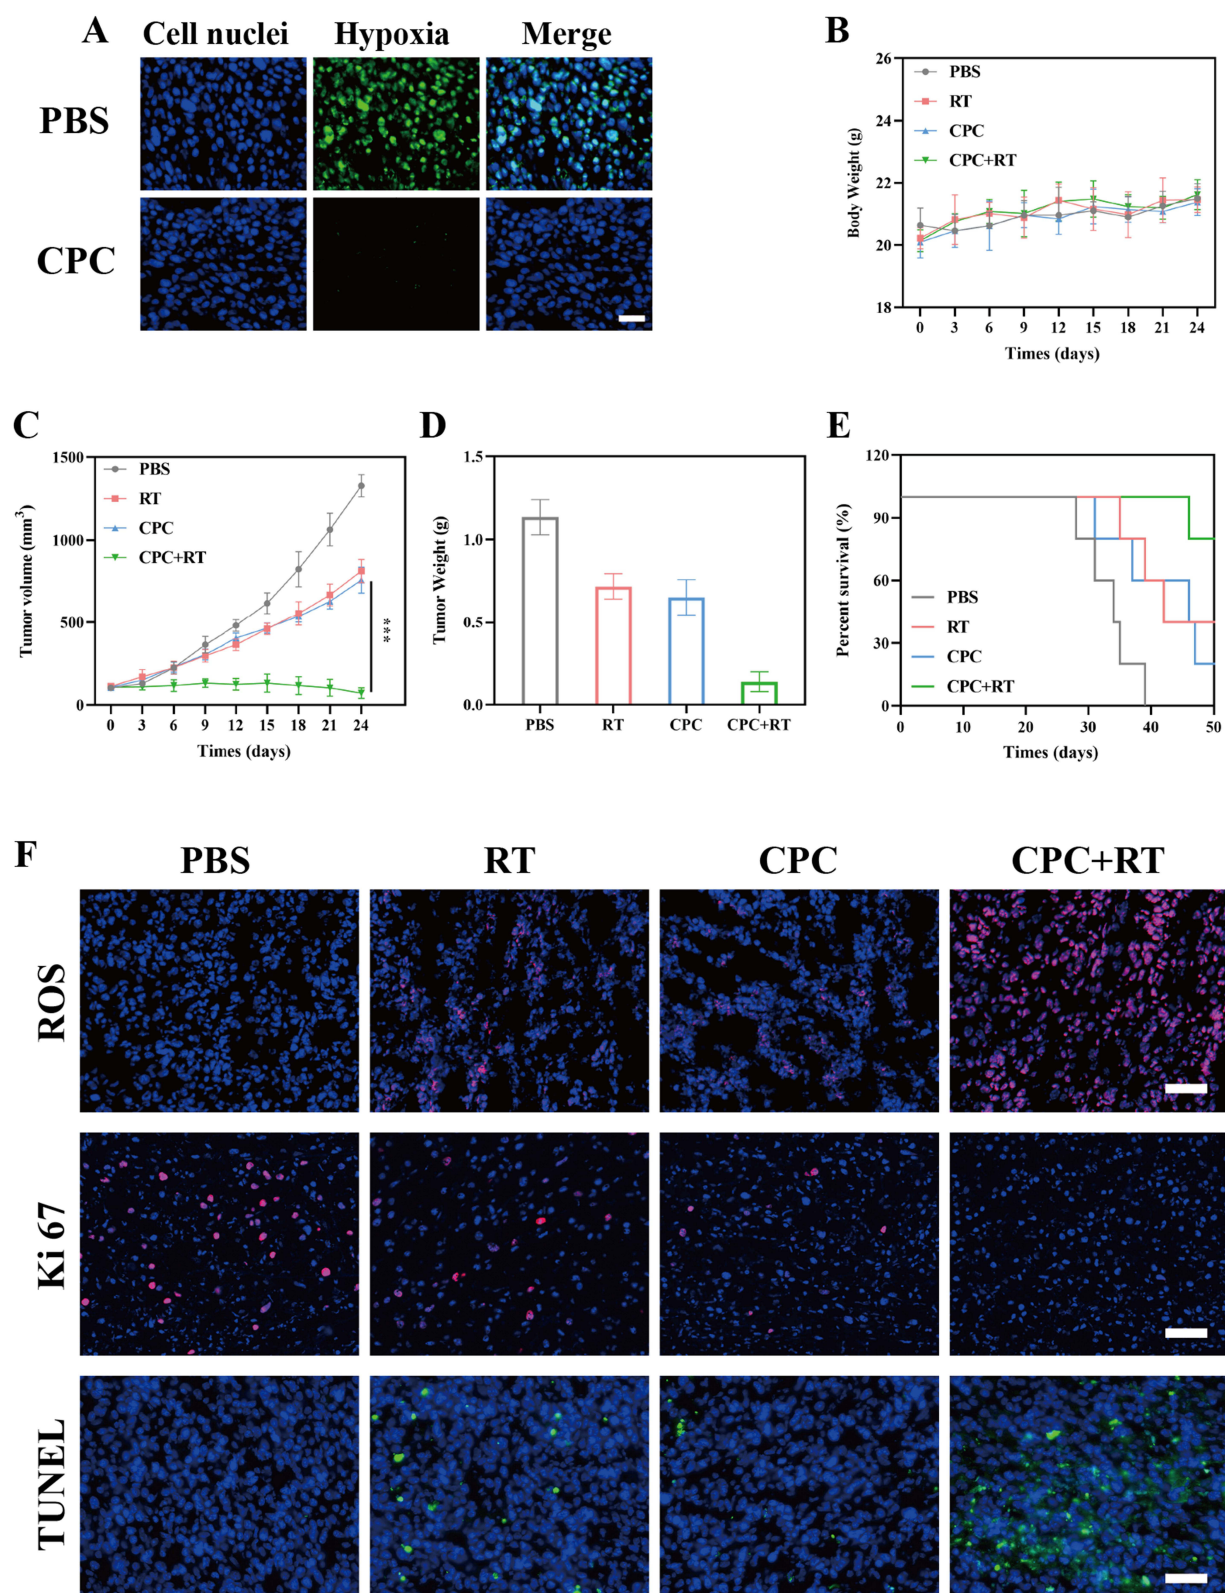 A
Cell nuclei Hypoxia Merge
PBS
CPC
B
Body Weight (g)
26
24
22
20
18
PBS
RT
CPC
CPC+RT
0 3 6 9 12 15 18 21 24
Times (days)
C
Tumor volume (mm³)
1500
1000
500
0
PBS
RT
CPC
CPC+RT
***
0 3 6 9 12 15 18 21 24
Times (days)
D
Tumor Weight (g)
1.5
1.0
0.5
0.0
PBS RT CPC CPC+RT
E
Percent survival (%)
120
90
60
30
0
PBS
RT
CPC
CPC+RT
0 10 20 30 40 50
Times (days)
F
PBS RT CPC CPC+RT
ROS
Ki 67
TUNEL